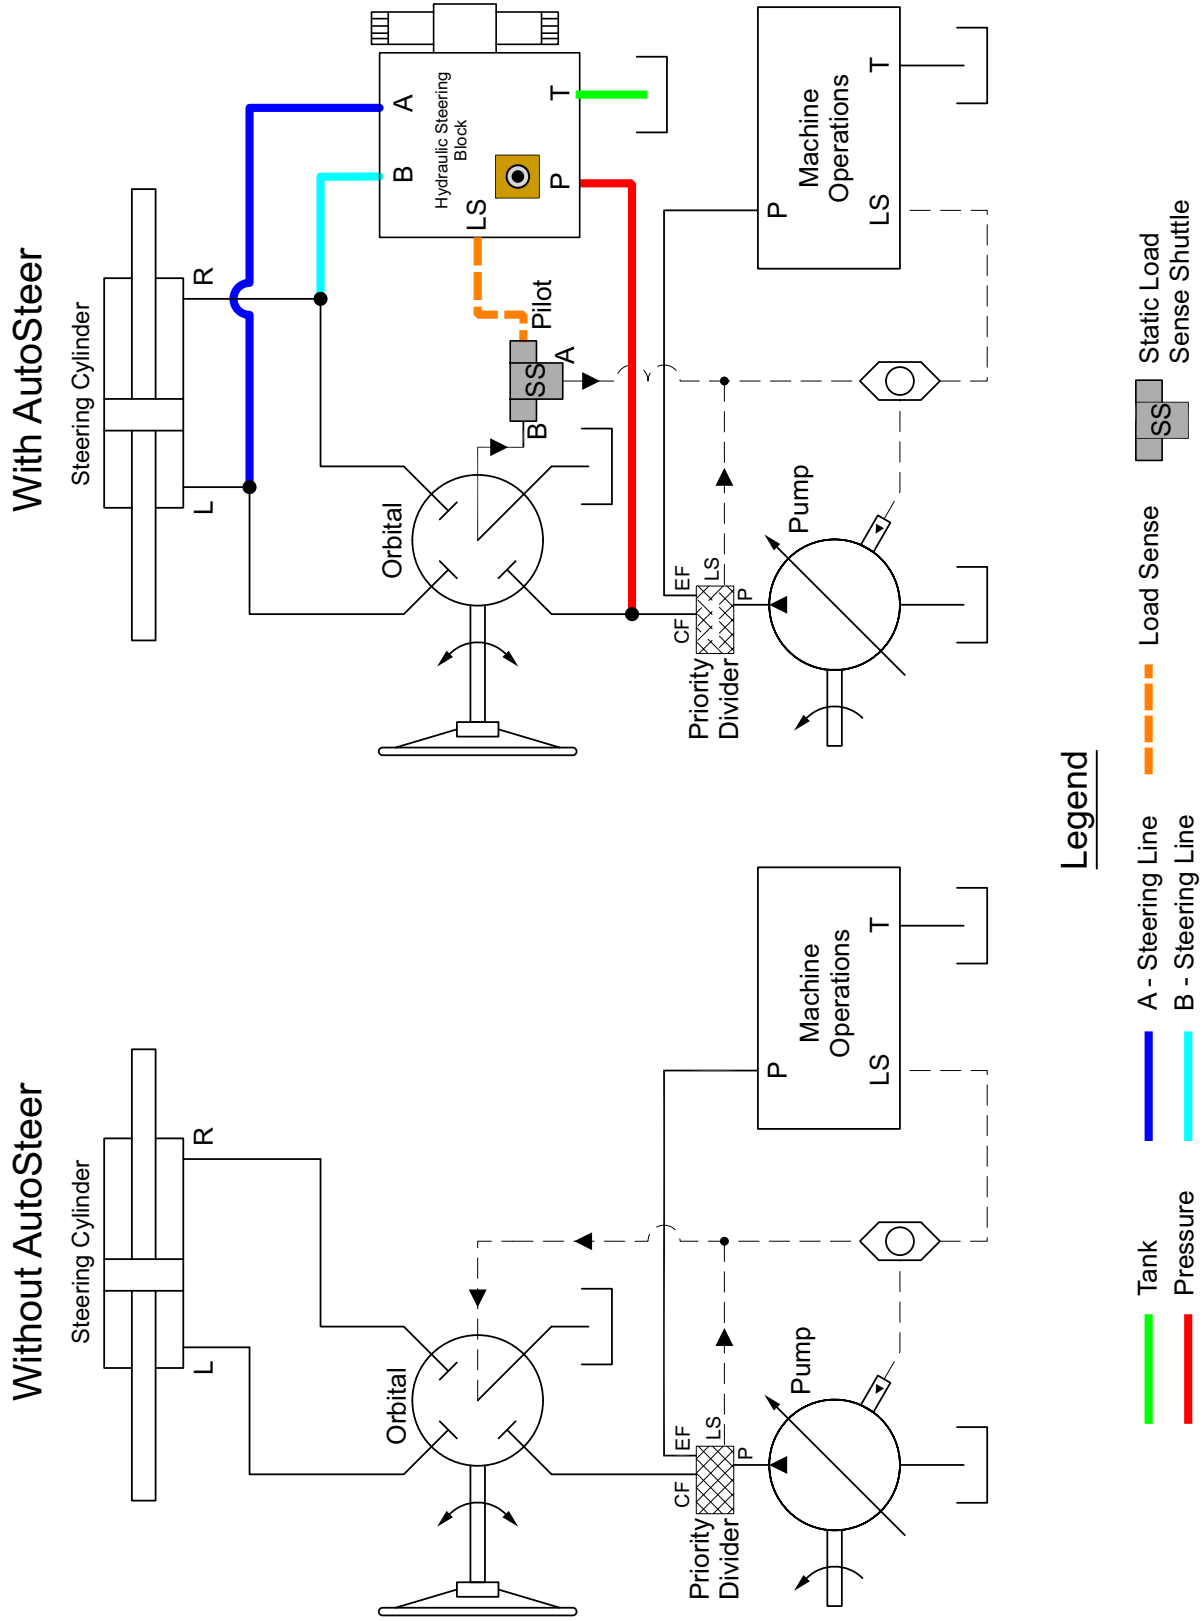 Without AutoSteer
Steering Cylinder
L
R
Orbital
CF
EF
LS
P
Priority
Divider
Pump
P
Machine
Operations
LS
T
With AutoSteer
Steering Cylinder
L
R
Orbital
B
SS
A
Pilot
B
A
Hydraulic Steering
Block
LS
P
T
CF
EF
LS
P
Priority
Divider
Pump
P
Machine
Operations
LS
T
Legend
Tank
Pressure
A - Steering Line
B - Steering Line
Load Sense
SS
Static Load
Sense Shuttle